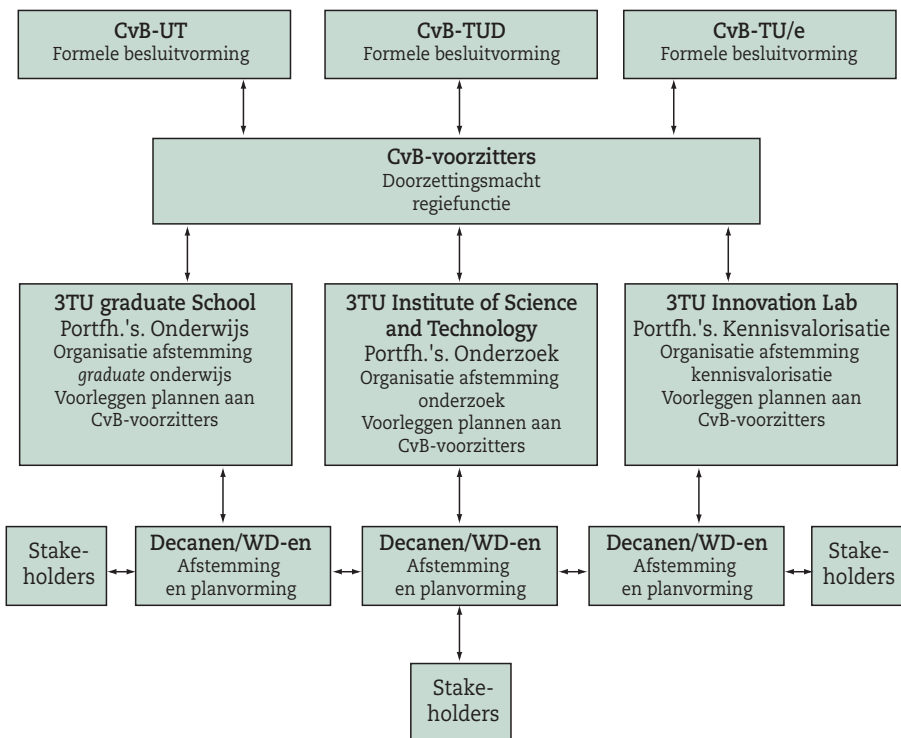 CvB-UT
Formele besluitvorming
CvB-TUD
Formele besluitvorming
CvB-TU/e
Formele besluitvorming
CvB-voorzitters
Doorzettingsmacht
regiefunctie
3TU graduate School
Portfh.'s. Onderwijs
Organisatie afstemming
graduate onderwijs
Voorleggen plannen aan
CvB-voorzitters
3TU Institute of Science
and Technology
Portfh.'s. Onderzoek
Organisatie afstemming
onderzoek
Voorleggen plannen aan
CvB-voorzitters
3TU Innovation Lab
Portfh.'s. Kennisvalorisatie
Organisatie afstemming
kennisvalorisatie
Voorleggen plannen aan
CvB-voorzitters
Stake-
holders
Decanen/WD-en
Afstemming
en planvorming
Decanen/WD-en
Afstemming
en planvorming
Decanen/WD-en
Afstemming
en planvorming
Stake-
holders
Stake-
holders